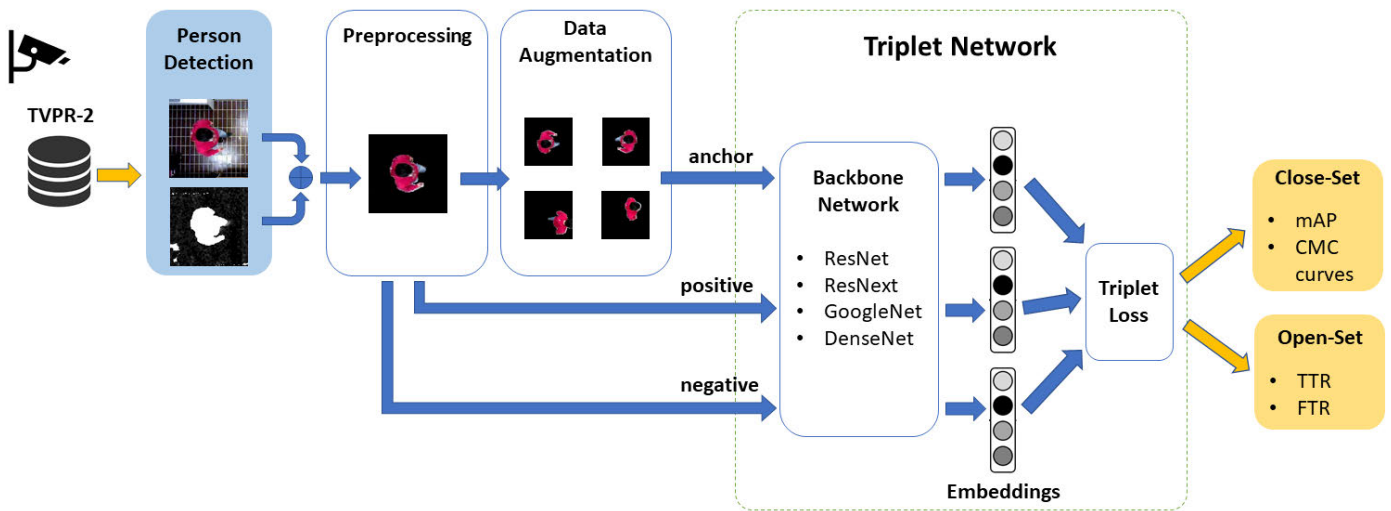 TVPR-2
Person
Detection
Preprocessing
Data
Augmentation
Triplet Network
anchor
positive
negative
Backbone
Network
• ResNet
• ResNext
• GoogleNet
• DenseNet
Embeddings
Triplet
Loss
Close-Set
• mAP
• CMC
curves
Open-Set
• TTR
• FTR